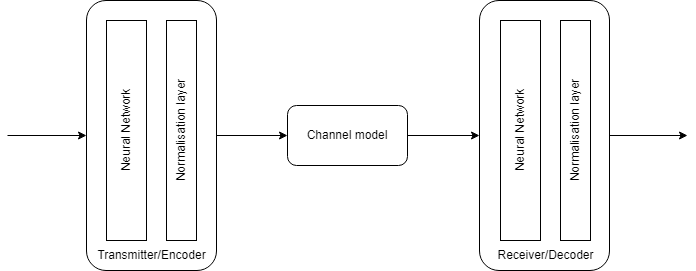 Neural Network
Normalisation layer
Transmitter/Encoder
Channel model
Neural Network
Normalisation layer
Receiver/Decoder